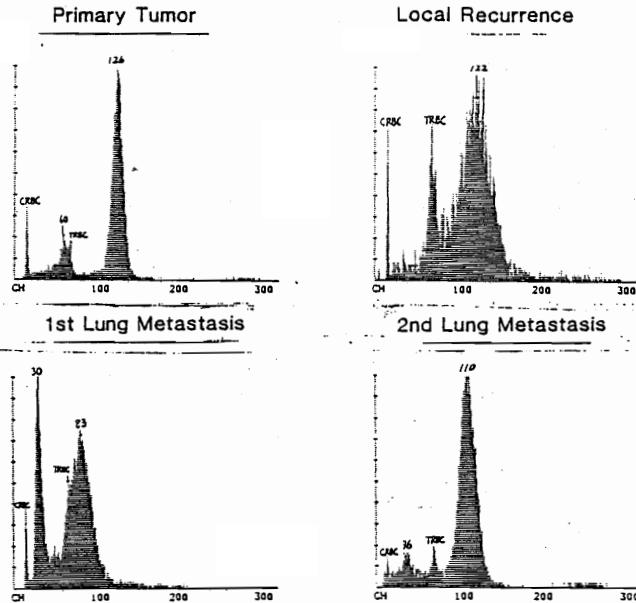 Primary Tumor
126
CRBC
60
TRBC
CH 100 200 300
Local Recurrence
122
CRBC
TRBC
CH 100 200 300
1st Lung Metastasis
30
23
TRBC
CRBC
CH 100 200 300
2nd Lung Metastasis
110
CRBC
36
TRBC
CH 100 200 300